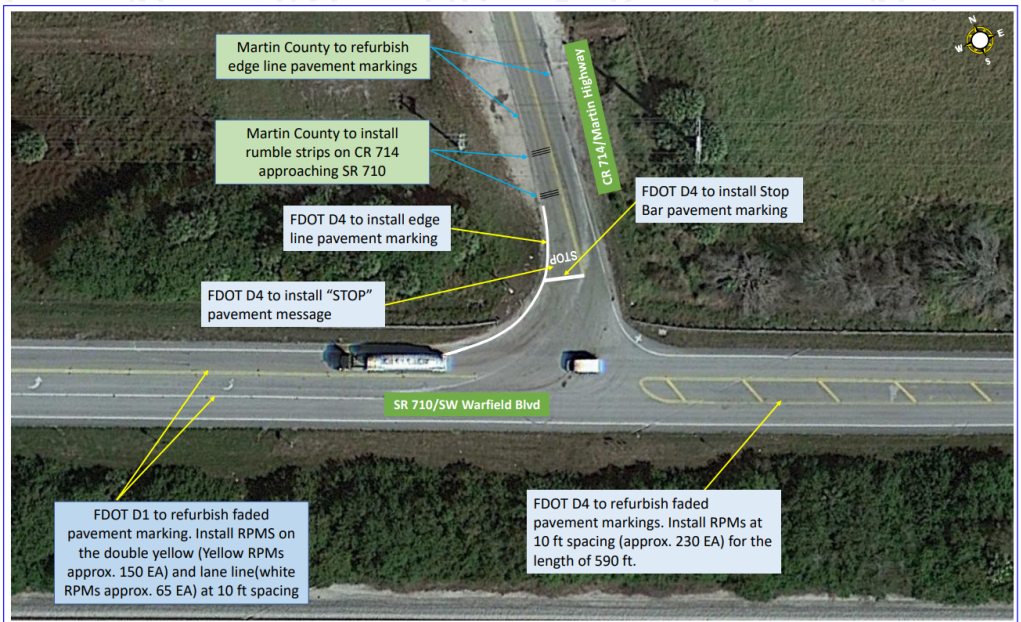 N
E
W
S
Martin County to refurbish
edge line pavement markings
CR 714/Martin Highway
Martin County to install
rumble strips on CR 714
approaching SR 710
FDOT D4 to install Stop
Bar pavement marking
FDOT D4 to install edge
line pavement marking
STOP
FDOT D4 to install “STOP”
pavement message
SR 710/SW Warfield Blvd
FDOT D1 to refurbish faded
pavement marking. Install RPMS on
the double yellow (Yellow RPMs
approx. 150 EA) and lane line(white
RPMs approx. 65 EA) at 10 ft spacing
FDOT D4 to refurbish faded
pavement markings. Install RPMs at
10 ft spacing (approx. 230 EA) for the
length of 590 ft.